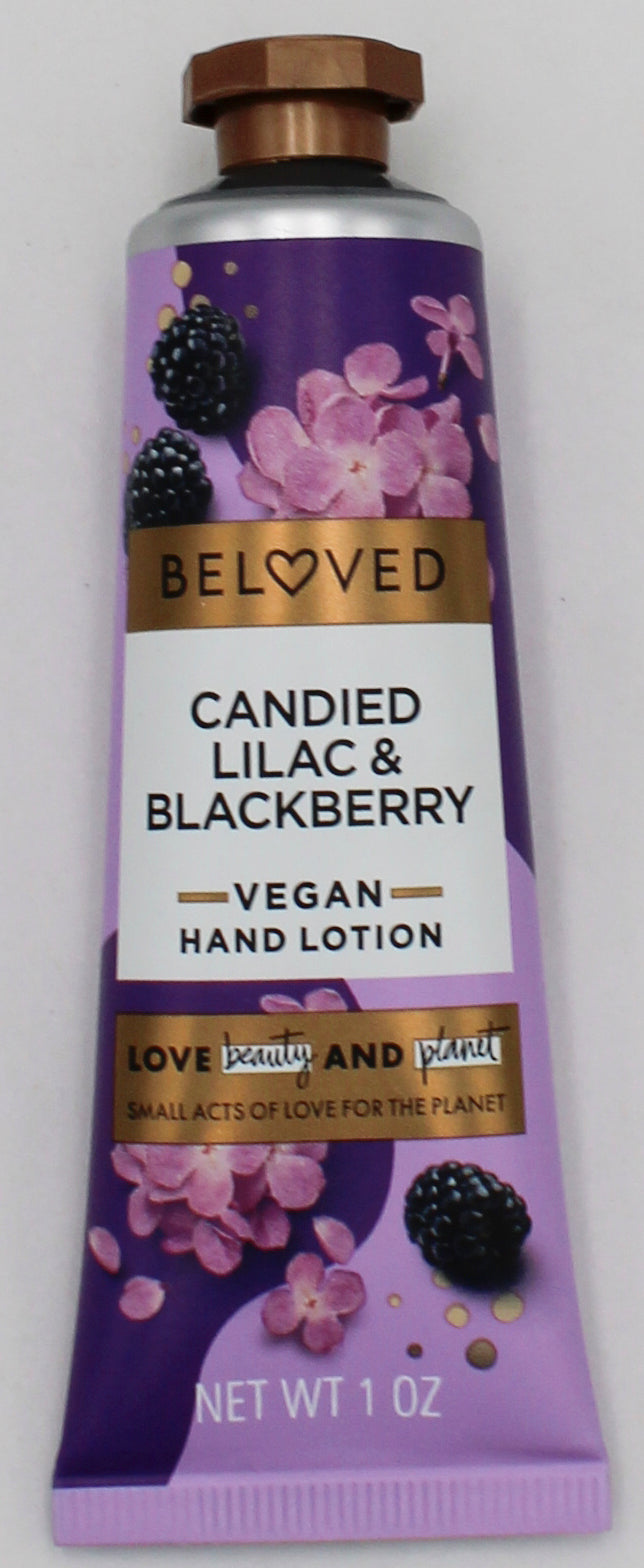 BELOVED
CANDIED
LILAC &
BLACKBERRY
VEGAN
HAND LOTION
LOVE beauty AND planet
SMALL ACTS OF LOVE FOR THE PLANET
NET WT 1 OZ